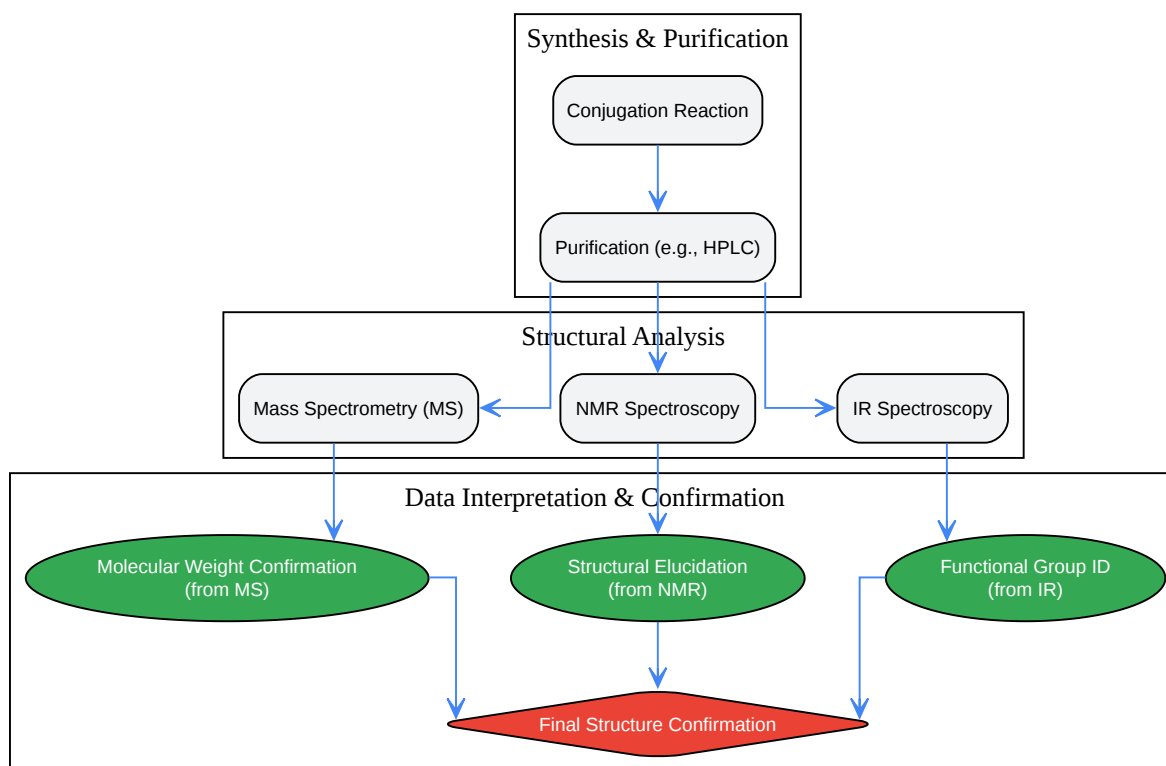 Synthesis & Purification
Conjugation Reaction
Purification (e.g., HPLC)
Structural Analysis
Mass Spectrometry (MS)
NMR Spectroscopy
IR Spectroscopy
Data Interpretation & Confirmation
Molecular Weight Confirmation
(from MS)
Structural Elucidation
(from NMR)
Functional Group ID
(from IR)
Final Structure Confirmation